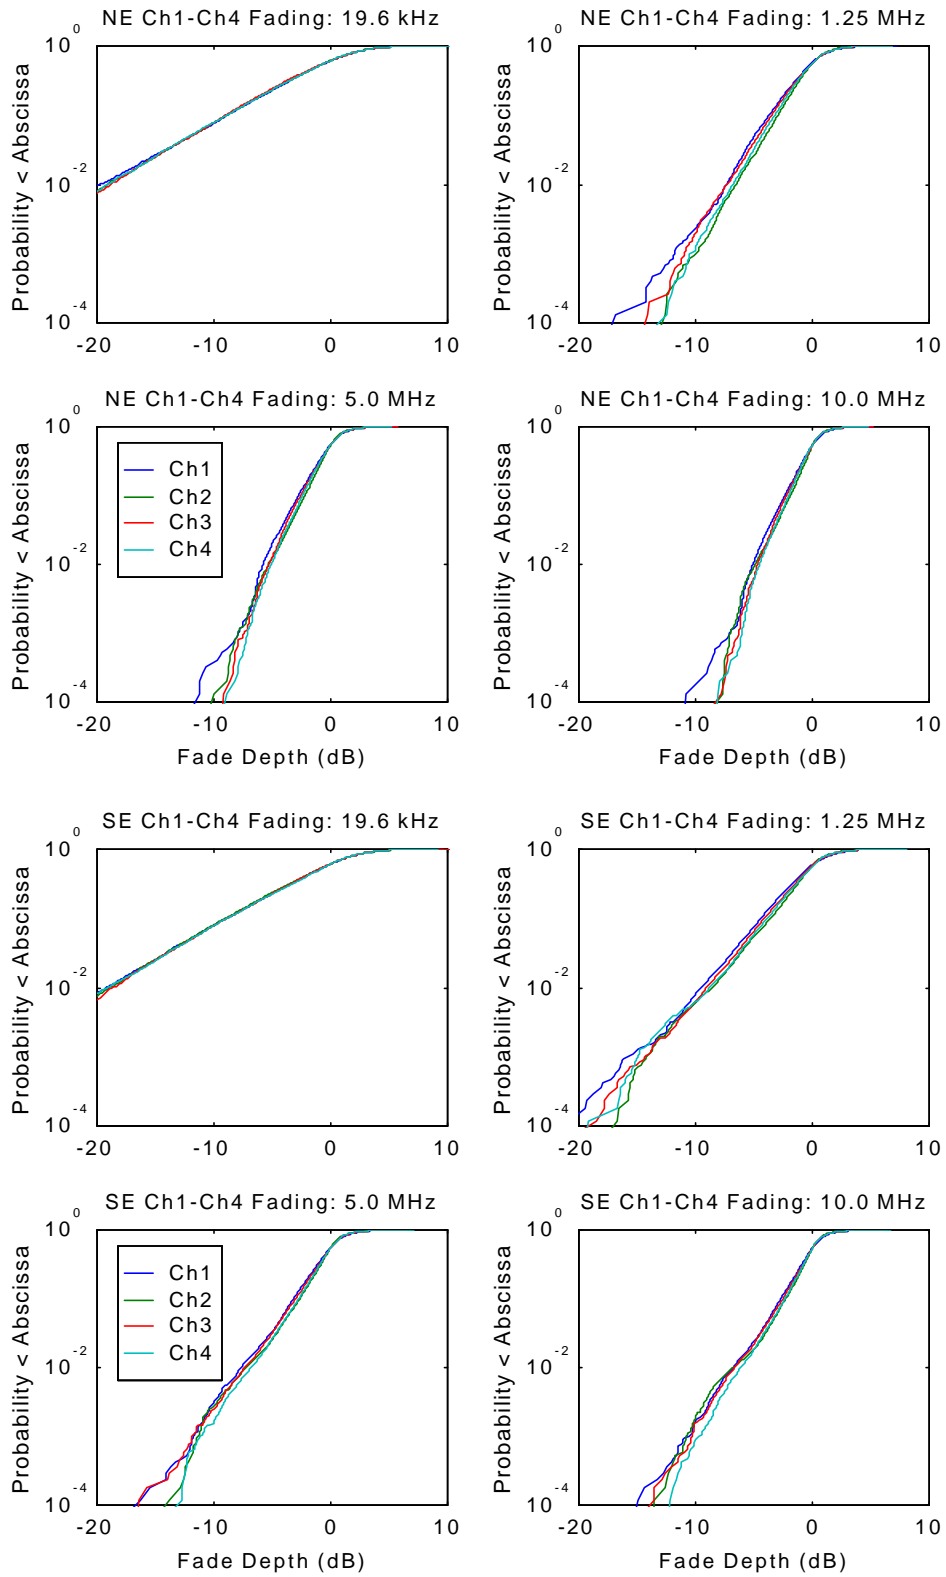 NE Ch1-Ch4 Fading: 19.6 kHz
Probability < Abscissa
10^0
10^-2
10^-4
-20 -10 0 10
NE Ch1-Ch4 Fading: 1.25 MHz
Probability < Abscissa
10^0
10^-2
10^-4
-20 -10 0 10
NE Ch1-Ch4 Fading: 5.0 MHz
Probability < Abscissa
10^0
10^-2
10^-4
Ch1
Ch2
Ch3
Ch4
-20 -10 0 10
Fade Depth (dB)
NE Ch1-Ch4 Fading: 10.0 MHz
Probability < Abscissa
10^0
10^-2
10^-4
-20 -10 0 10
Fade Depth (dB)
SE Ch1-Ch4 Fading: 19.6 kHz
Probability < Abscissa
10^0
10^-2
10^-4
-20 -10 0 10
SE Ch1-Ch4 Fading: 1.25 MHz
Probability < Abscissa
10^0
10^-2
10^-4
-20 -10 0 10
SE Ch1-Ch4 Fading: 5.0 MHz
Probability < Abscissa
10^0
10^-2
10^-4
Ch1
Ch2
Ch3
Ch4
-20 -10 0 10
Fade Depth (dB)
SE Ch1-Ch4 Fading: 10.0 MHz
Probability < Abscissa
10^0
10^-2
10^-4
-20 -10 0 10
Fade Depth (dB)